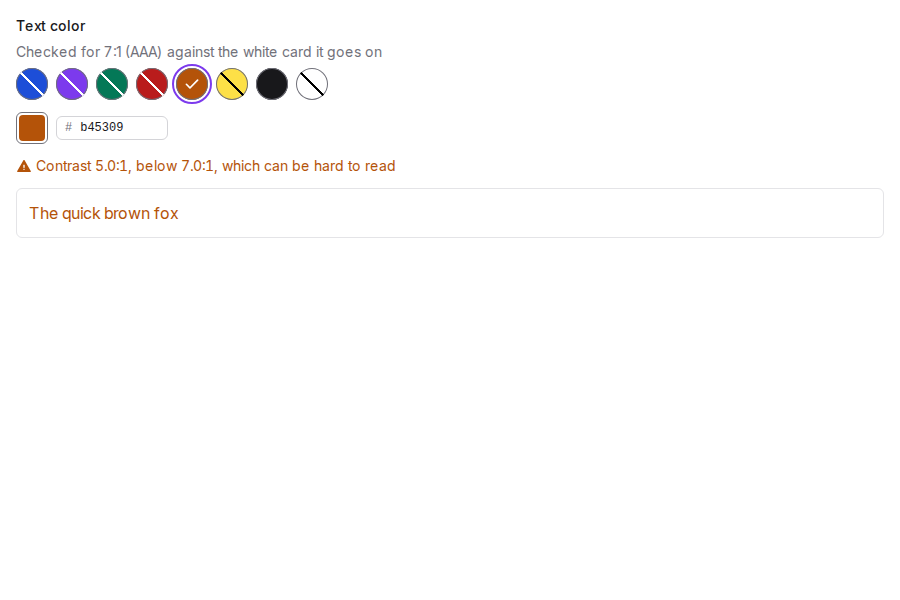 Text color
Checked for 7:1 (AAA) against the white card it goes on
# b45309
Contrast 5.0:1, below 7.0:1, which can be hard to read
The quick brown fox